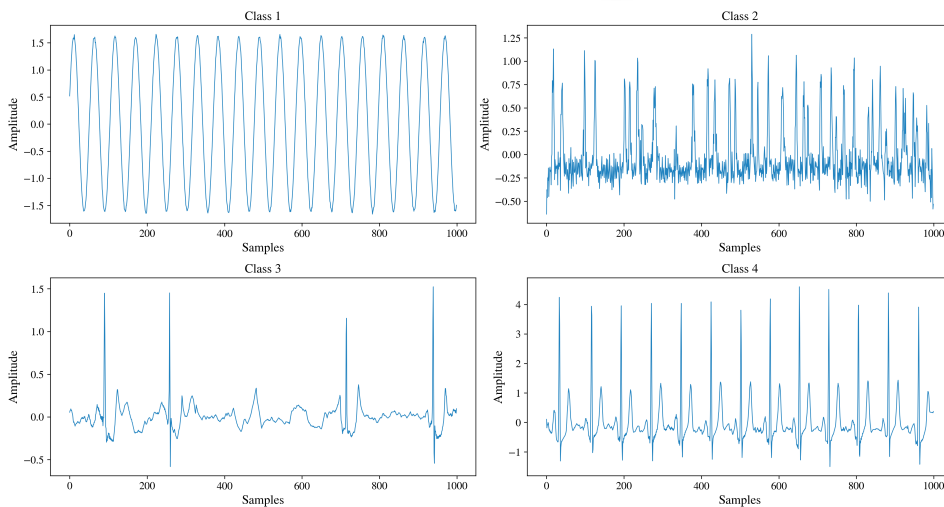 Class 1
1.5
1.0
0.5
0.0
−0.5
−1.0
−1.5
Amplitude
0 200 400 600 800 1000
Samples
Class 2
1.25
1.00
0.75
0.50
0.25
0.00
−0.25
−0.50
Amplitude
0 200 400 600 800 1000
Samples
Class 3
1.5
1.0
0.5
0.0
−0.5
Amplitude
0 200 400 600 800 1000
Samples
Class 4
4
3
2
1
0
−1
Amplitude
0 200 400 600 800 1000
Samples